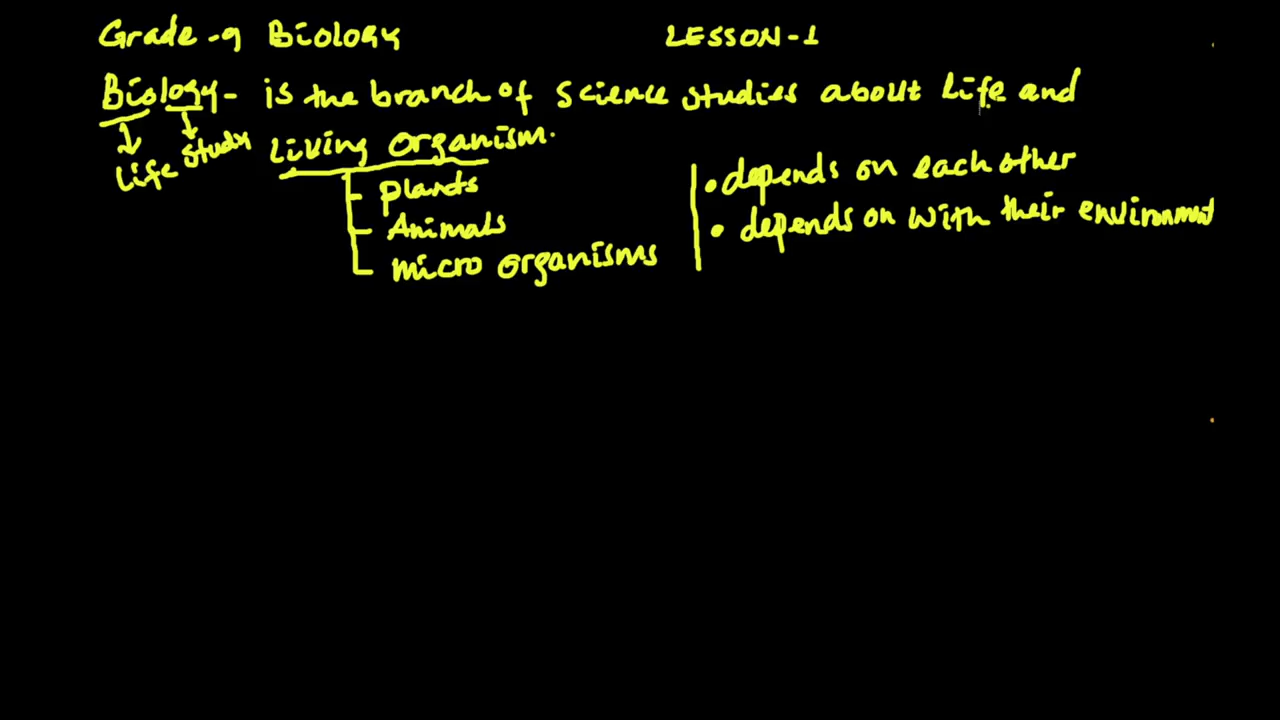 Grade-9 Biology LESSON-1
Biology- is the branch of science studies about life and
Life study living organism.
plants
Animals
micro organisms
• depends on each other
• depends on with their environment